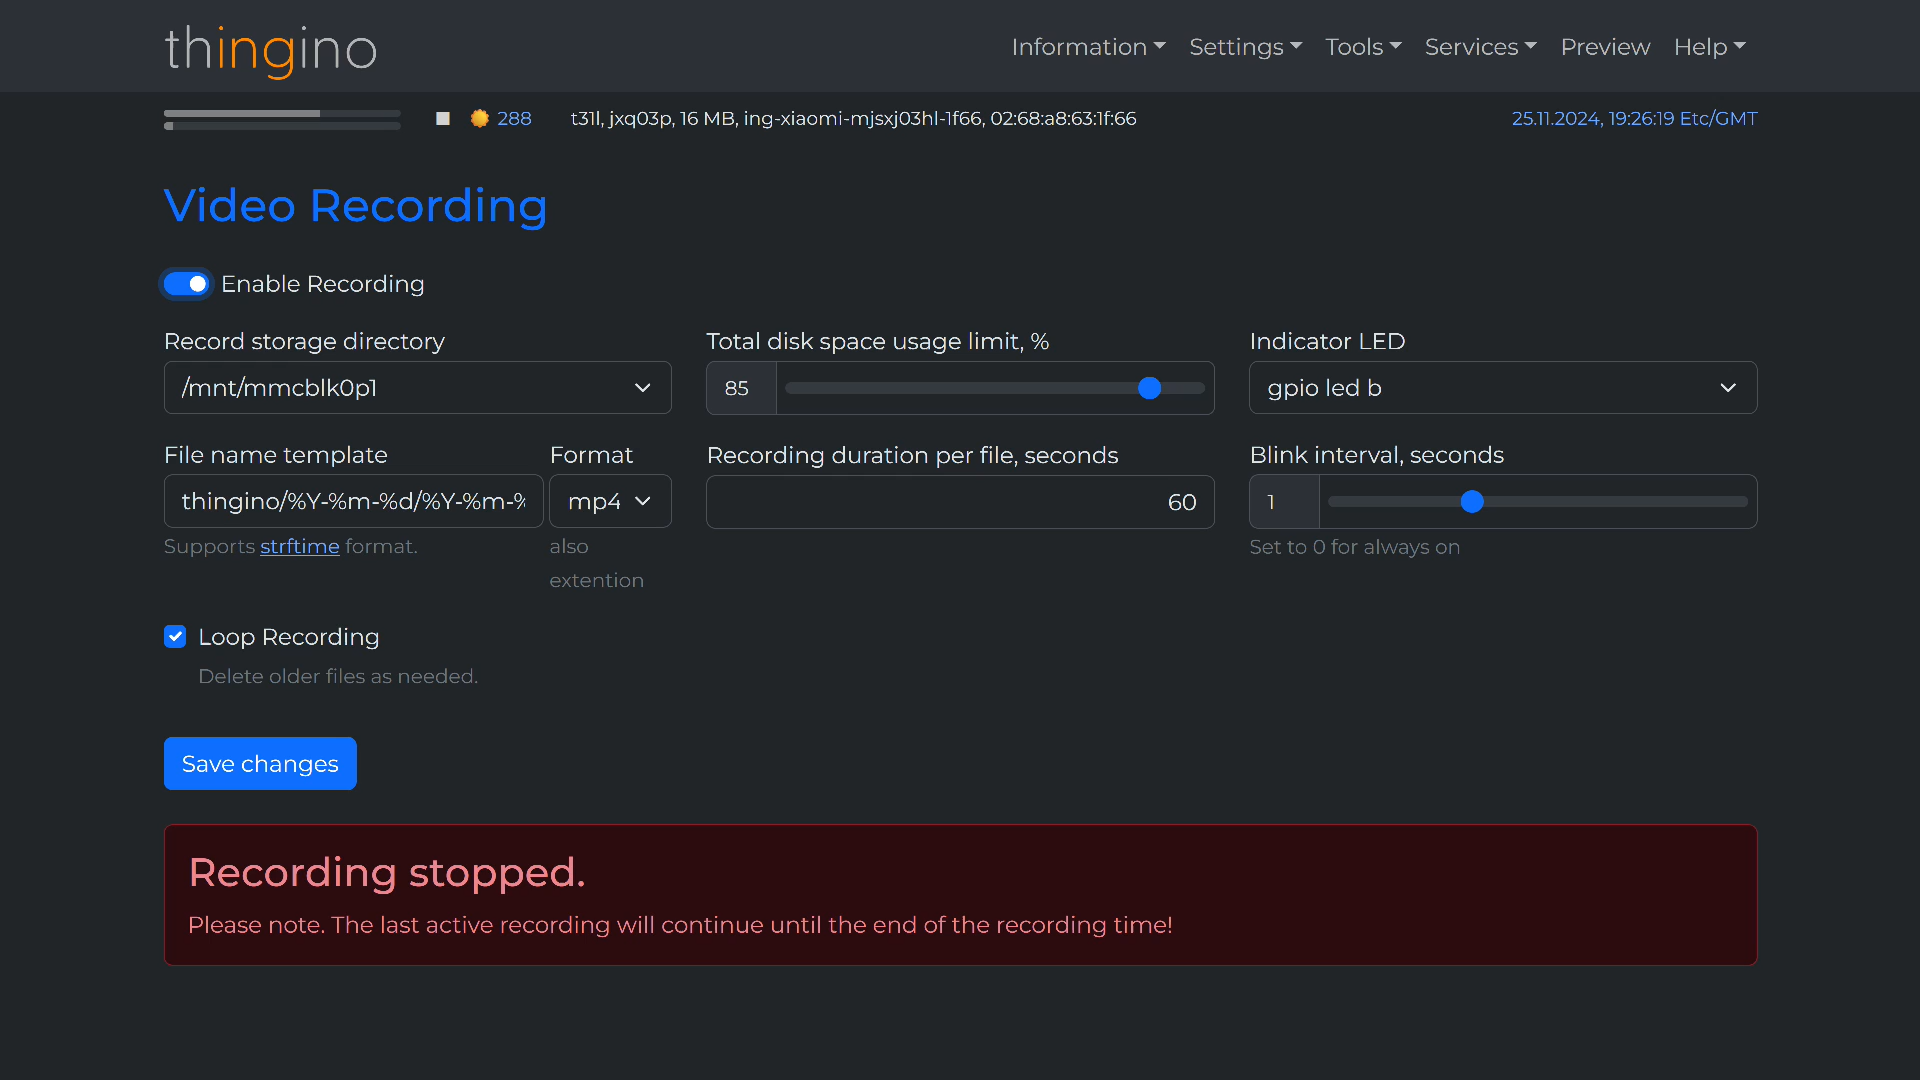 thingino
Information Settings Tools Services Preview Help
288 t31l, jxq03p, 16 MB, ing-xiaomi-mjsxj03hl-1f66, 02:68:a8:63:1f:66 25.11.2024, 19:26:19 Etc/GMT
Video Recording
Enable Recording
Record storage directory Total disk space usage limit, % Indicator LED
/mnt/mmcblk0p1 85 gpio led b
File name template Format Recording duration per file, seconds Blink interval, seconds
thingino/%Y-%m-%d/%Y-%m-% mp4 60 1
Supports strftime format. also Set to 0 for always on
extention
Loop Recording
Delete older files as needed.
Save changes
Recording stopped.
Please note. The last active recording will continue until the end of the recording time!